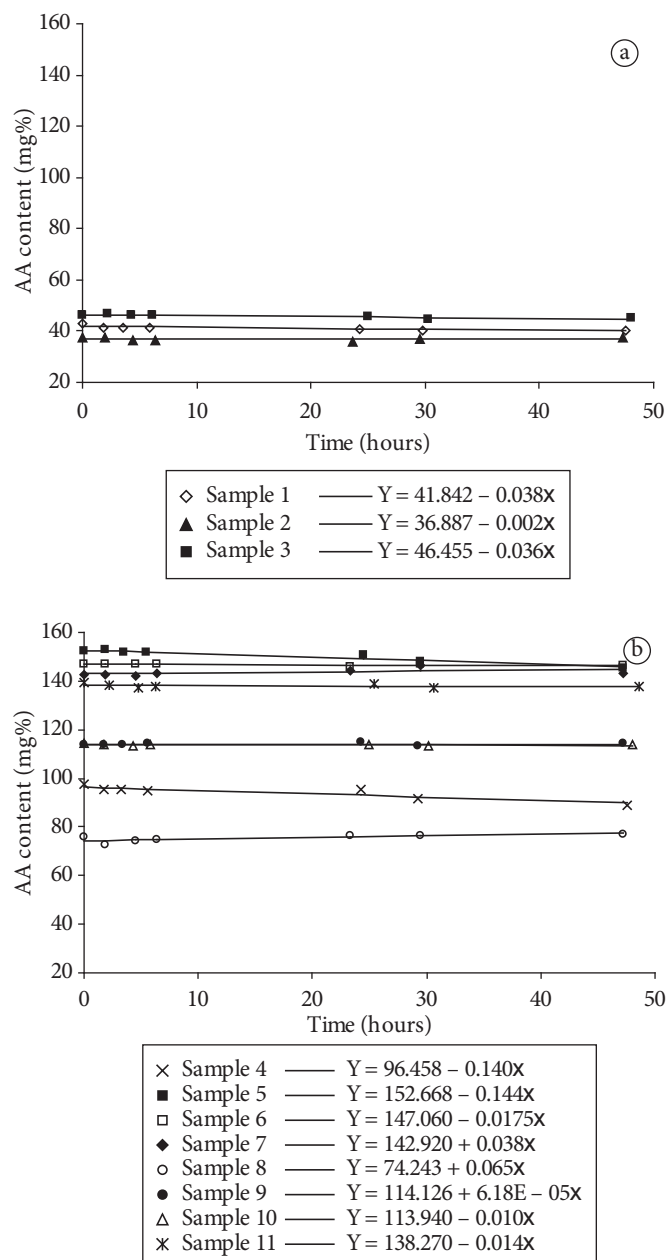 160
140
120
100
80
60
40
20
AA content (mg%)
a
0 10 20 30 40 50
Time (hours)
Sample 1 Y = 41.842 – 0.038x
Sample 2 Y = 36.887 – 0.002x
Sample 3 Y = 46.455 – 0.036x
160
140
120
100
80
60
40
20
AA content (mg%)
b
0 10 20 30 40 50
Time (hours)
Sample 4 Y = 96.458 – 0.140x
Sample 5 Y = 152.668 – 0.144x
Sample 6 Y = 147.060 – 0.0175x
Sample 7 Y = 142.920 + 0.038x
Sample 8 Y = 74.243 + 0.065x
Sample 9 Y = 114.126 + 6.18E – 05x
Sample 10 Y = 113.940 – 0.010x
Sample 11 Y = 138.270 – 0.014x